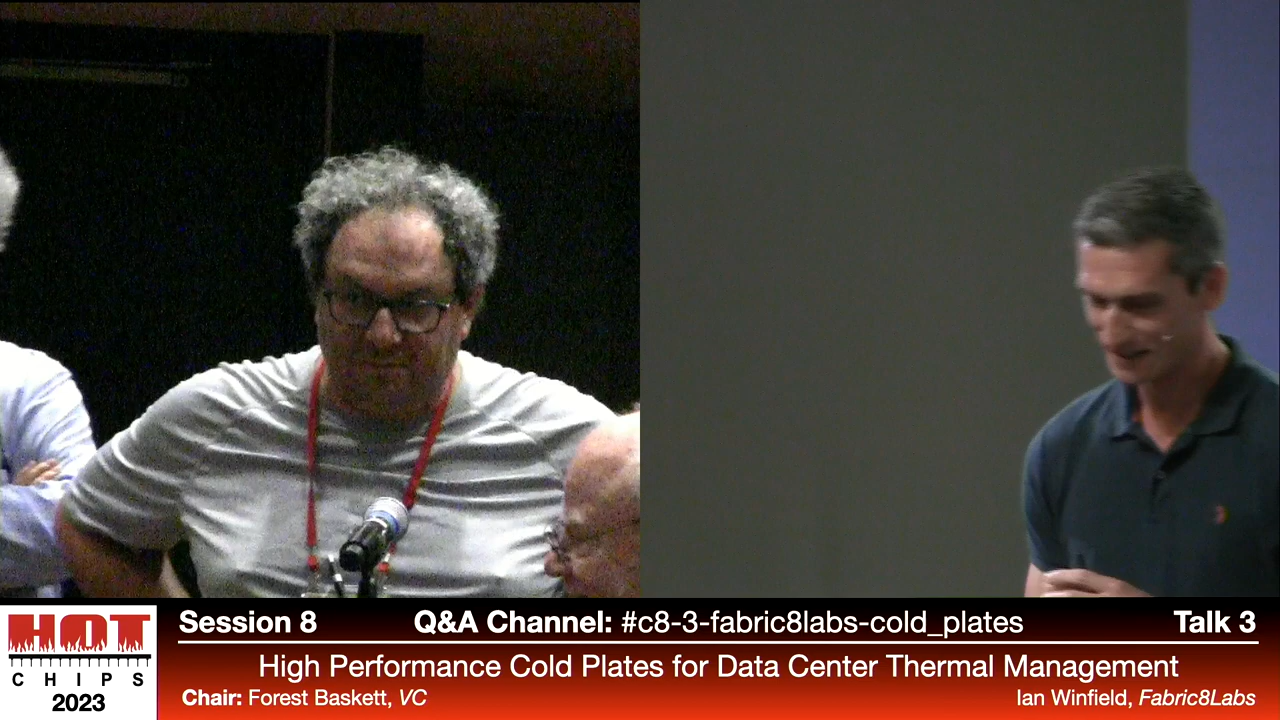 HOT
CHIPS
2023
Session 8
Q&A Channel: #c8-3-fabric8labs-cold_plates
Talk 3
High Performance Cold Plates for Data Center Thermal Management
Chair: Forest Baskett, VC
Ian Winfield, Fabric8Labs